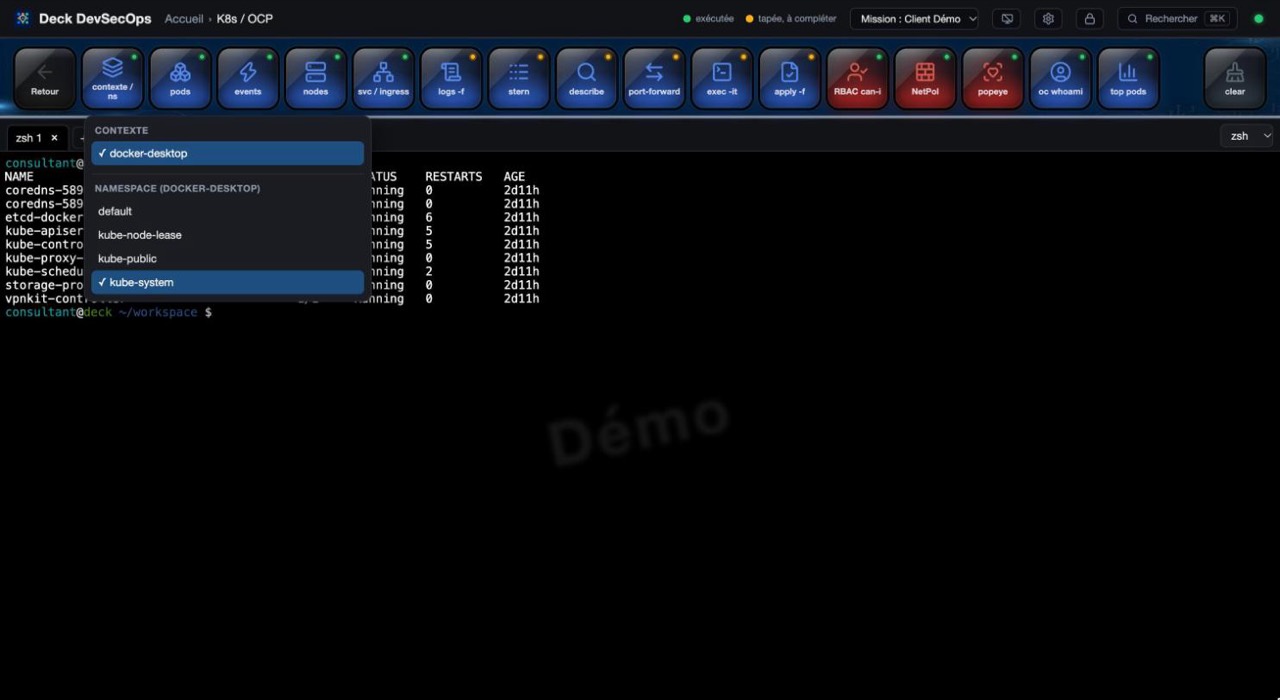 Deck DevSecOps Accueil › K8s / OCP
exécutée tapée, à compléter Mission : Client Démo Rechercher ⌘K
Retour contexte / ns pods events nodes svc / ingress logs -f stern describe port-forward exec -it apply -f RBAC can-i NetPol popeye oc whoami top pods clear
zsh 1 × zsh
CONTEXTE
✓ docker-desktop
NAMESPACE (DOCKER-DESKTOP)
default
kube-node-lease
kube-public
✓ kube-system
consultant@
NAME ATUS RESTARTS AGE
coredns-589 nning 0 2d11h
coredns-589 nning 0 2d11h
etcd-docker nning 6 2d11h
kube-apiser nning 5 2d11h
kube-contro nning 5 2d11h
kube-proxy- nning 0 2d11h
kube-schedu nning 2 2d11h
storage-pro nning 0 2d11h
vpnkit-contr nning 0 2d11h
consultant@deck ~/workspace $
Démo